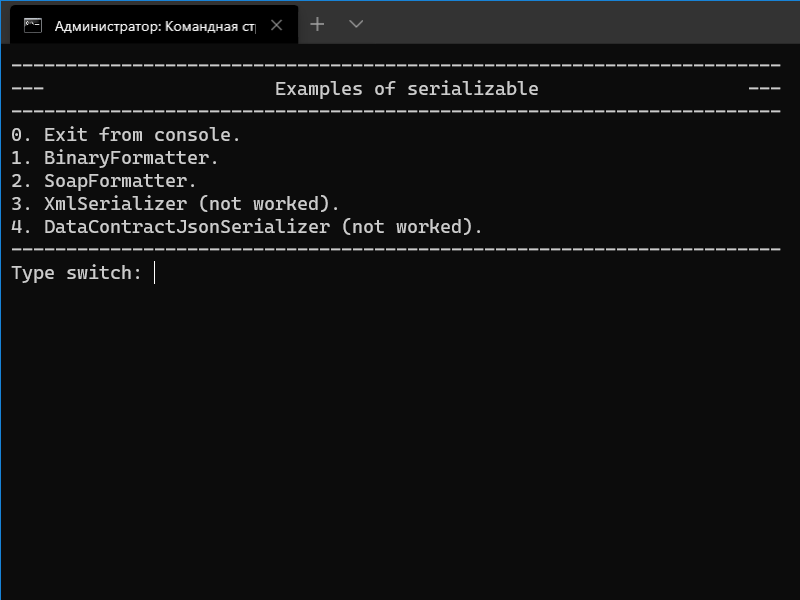 Администратор: Командная ст
----------------------------------------------------------------------
--- Examples of serializable ---
----------------------------------------------------------------------
0. Exit from console.
1. BinaryFormatter.
2. SoapFormatter.
3. XmlSerializer (not worked).
4. DataContractJsonSerializer (not worked).
----------------------------------------------------------------------
Type switch: